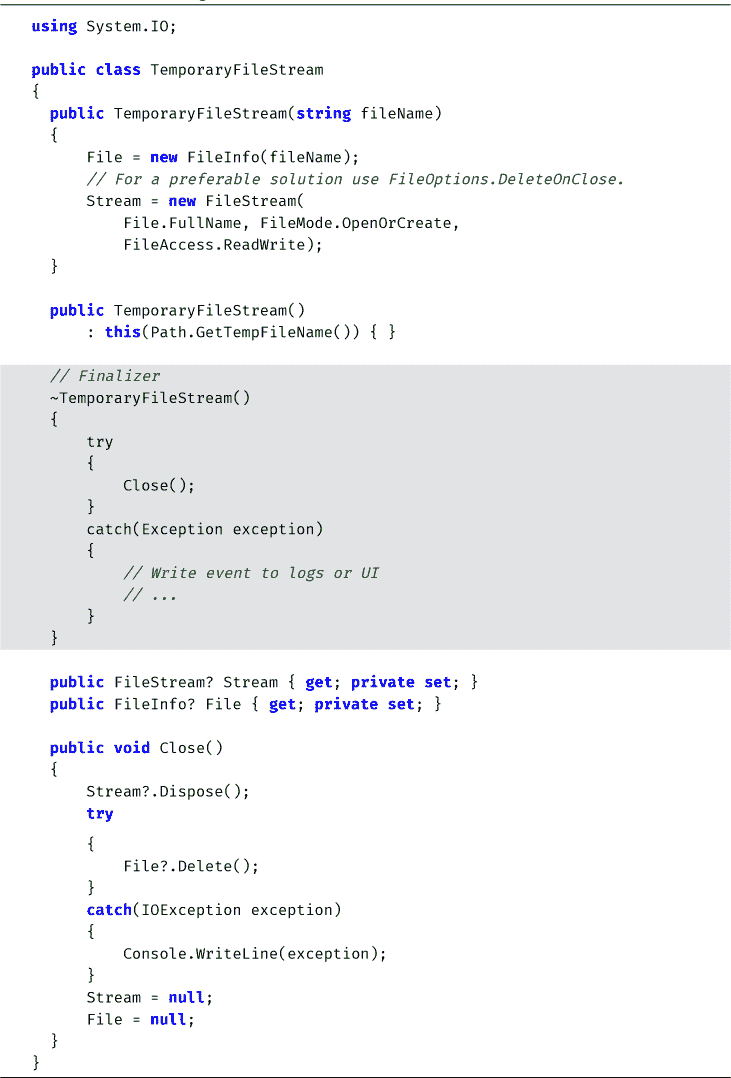 using System.IO;
public class TemporaryFileStream
{
public TemporaryFileStream(string fileName)
{
File = new FileInfo(fileName);
// For a preferable solution use FileOptions.DeleteOnClose.
Stream = new FileStream(
File.FullName, FileMode.OpenOrCreate,
FileAccess.ReadWrite);
}
public TemporaryFileStream()
: this(Path.GetTempFileName()) { }
// Finalizer
~TemporaryFileStream()
{
try
{
Close();
}
catch(Exception exception)
{
// Write event to logs or UI
// ...
}
}
public FileStream? Stream { get; private set; }
public FileInfo? File { get; private set; }
public void Close()
{
Stream?.Dispose();
try
{
File?.Delete();
}
catch(IOException exception)
{
Console.WriteLine(exception);
}
Stream = null;
File = null;
}
}